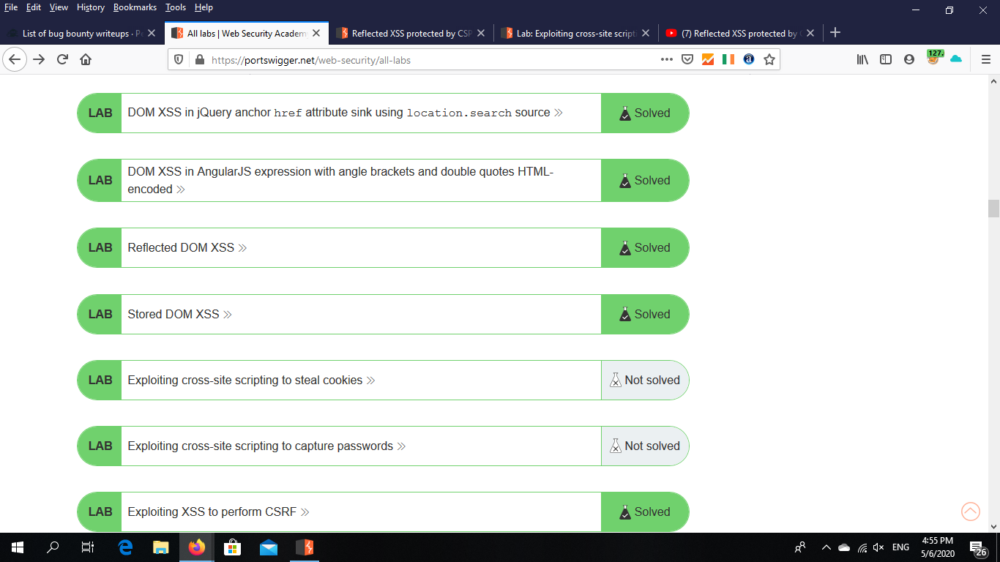 File Edit View History Bookmarks Tools Help
List of bug bounty writeups · Pe
All labs | Web Security Academ
Reflected XSS protected by CSP
Lab: Exploiting cross-site scripti
(7) Reflected XSS protected by C
https://portswigger.net/web-security/all-labs
127.
LAB DOM XSS in jQuery anchor href attribute sink using location.search source Solved
LAB DOM XSS in AngularJS expression with angle brackets and double quotes HTML-
encoded Solved
LAB Reflected DOM XSS Solved
LAB Stored DOM XSS Solved
LAB Exploiting cross-site scripting to steal cookies Not solved
LAB Exploiting cross-site scripting to capture passwords Not solved
LAB Exploiting XSS to perform CSRF Solved
ENG
4:55 PM
5/6/2020
26